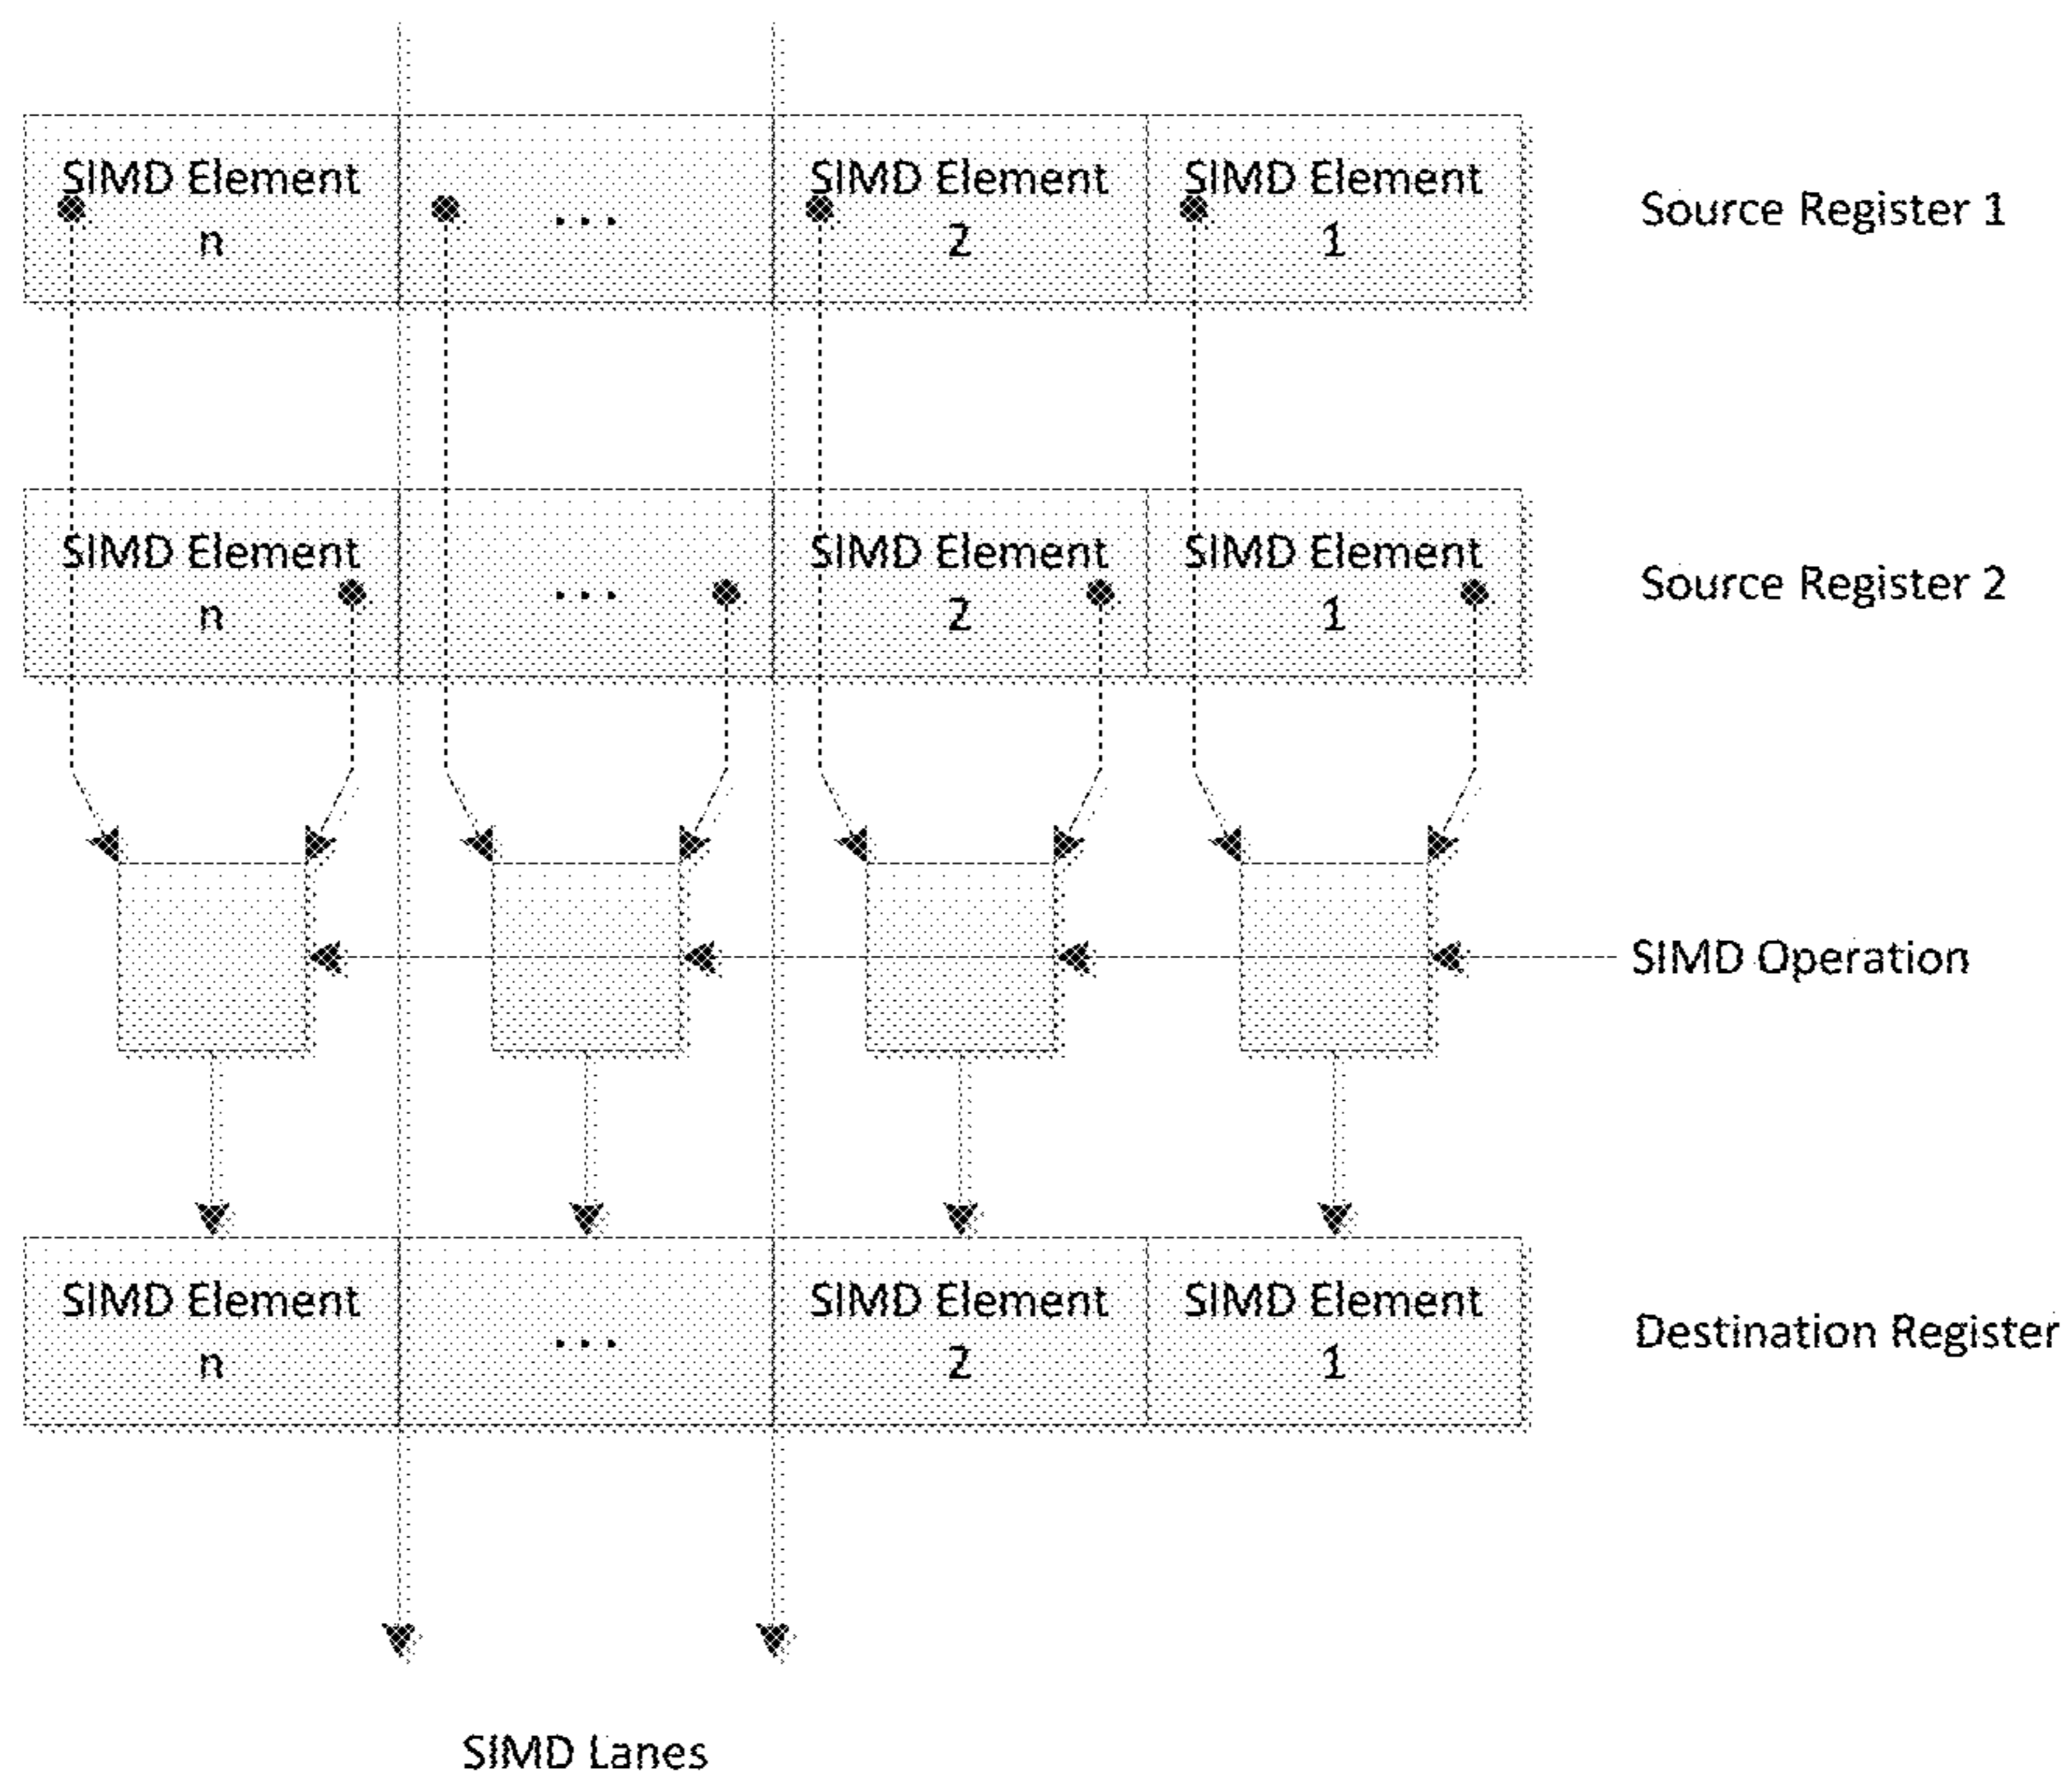 SIMD Element
n
...
SIMD Element
2
SIMD Element
1
Source Register 1
SIMD Element
n
...
SIMD Element
2
SIMD Element
1
Source Register 2
SIMD Operation
SIMD Element
n
...
SIMD Element
2
SIMD Element
1
Destination Register
SIMD Lanes